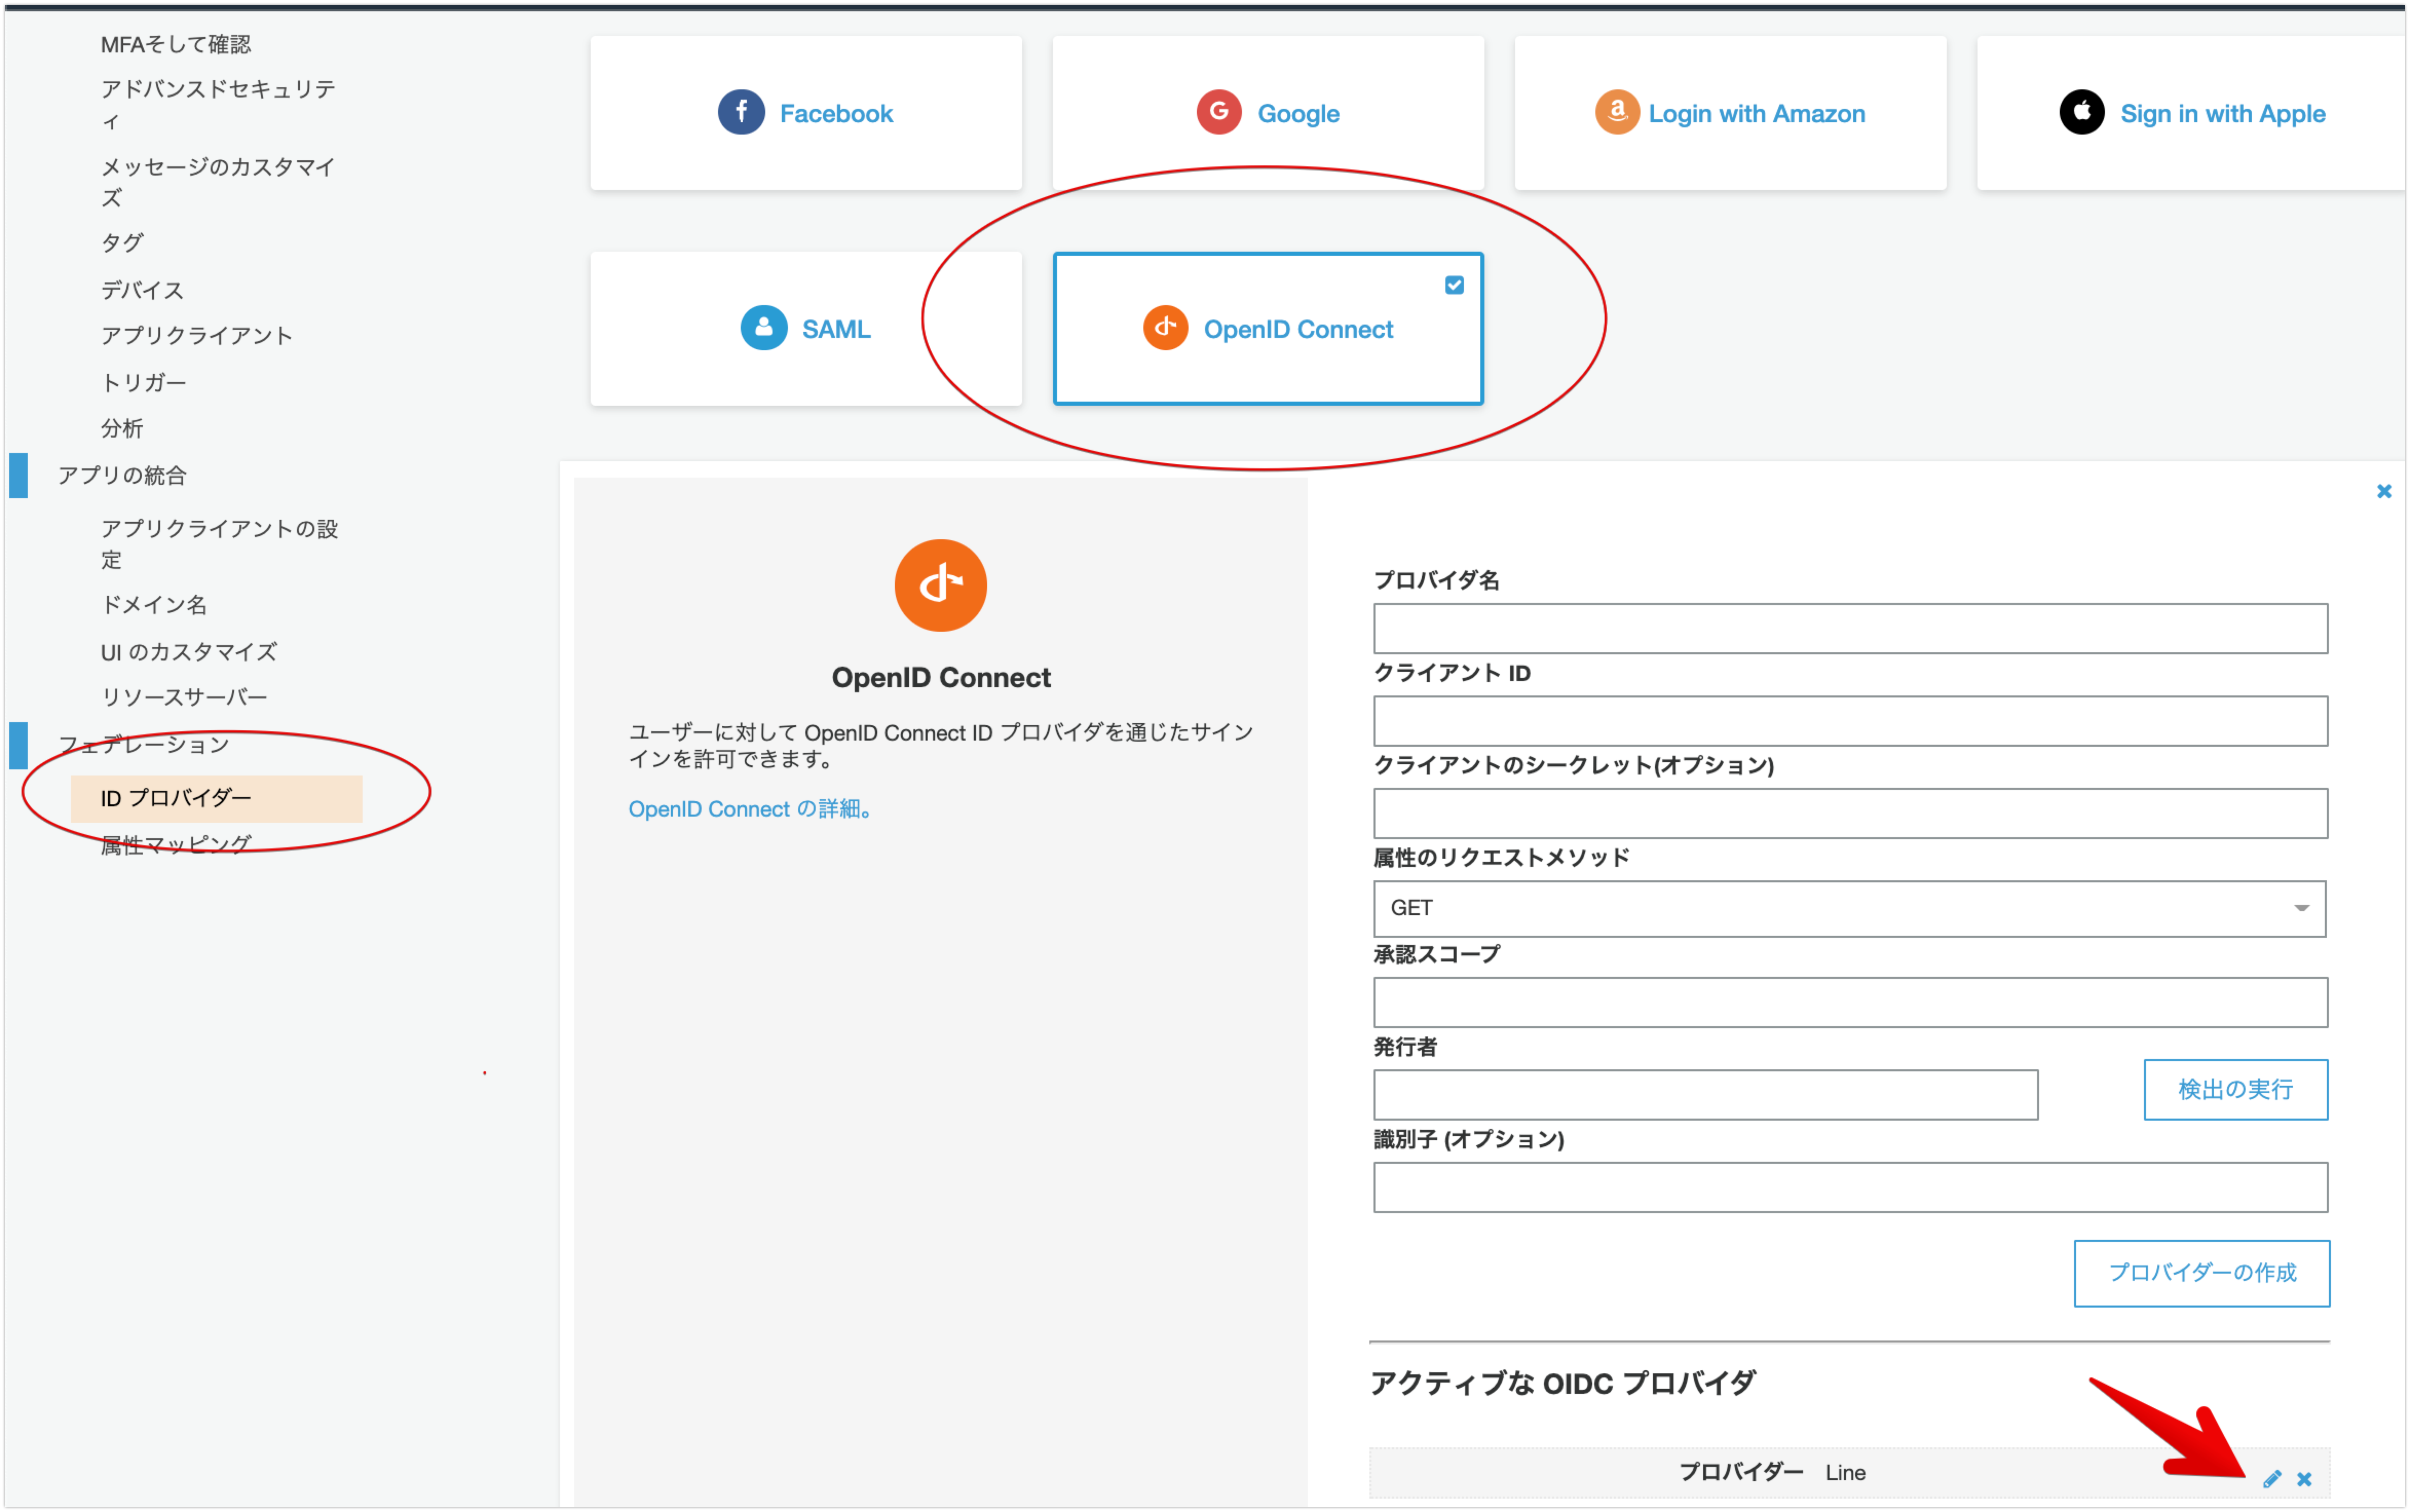 MFAそして確認
アドバンスドセキュリテ
ィ
メッセージのカスタマイ
ズ
タグ
デバイス
アプリクライアント
トリガー
分析
アプリの統合
アプリクライアントの設
定
ドメイン名
UI のカスタマイズ
リソースサーバー
フェデレーション
ID プロバイダー
属性マッピング
Facebook
Google
Login with Amazon
Sign in with Apple
SAML
OpenID Connect
OpenID Connect
ユーザーに対して OpenID Connect ID プロバイダを通じたサイン
インを許可できます。
OpenID Connect の詳細。
プロバイダ名
クライアント ID
クライアントのシークレット(オプション)
属性のリクエストメソッド
GET
承認スコープ
発行者
検出の実行
識別子 (オプション)
プロバイダーの作成
アクティブな OIDC プロバイダ
プロバイダー Line